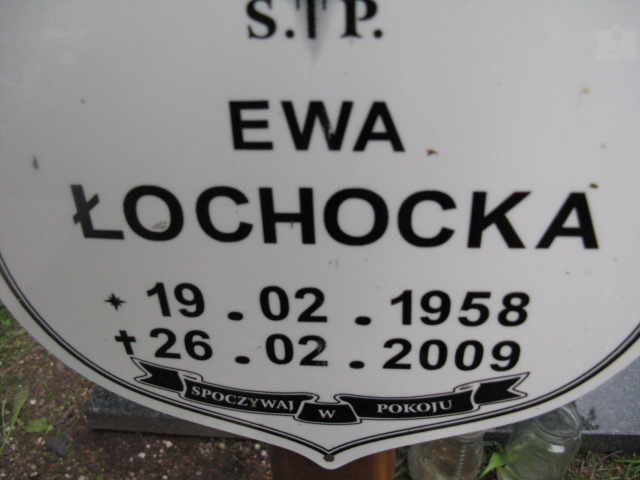 S.†P.
EWA
ŁOCHOCKA
* 19.02.1958
† 26.02.2009
SPOCZYWAJ W POKOJU